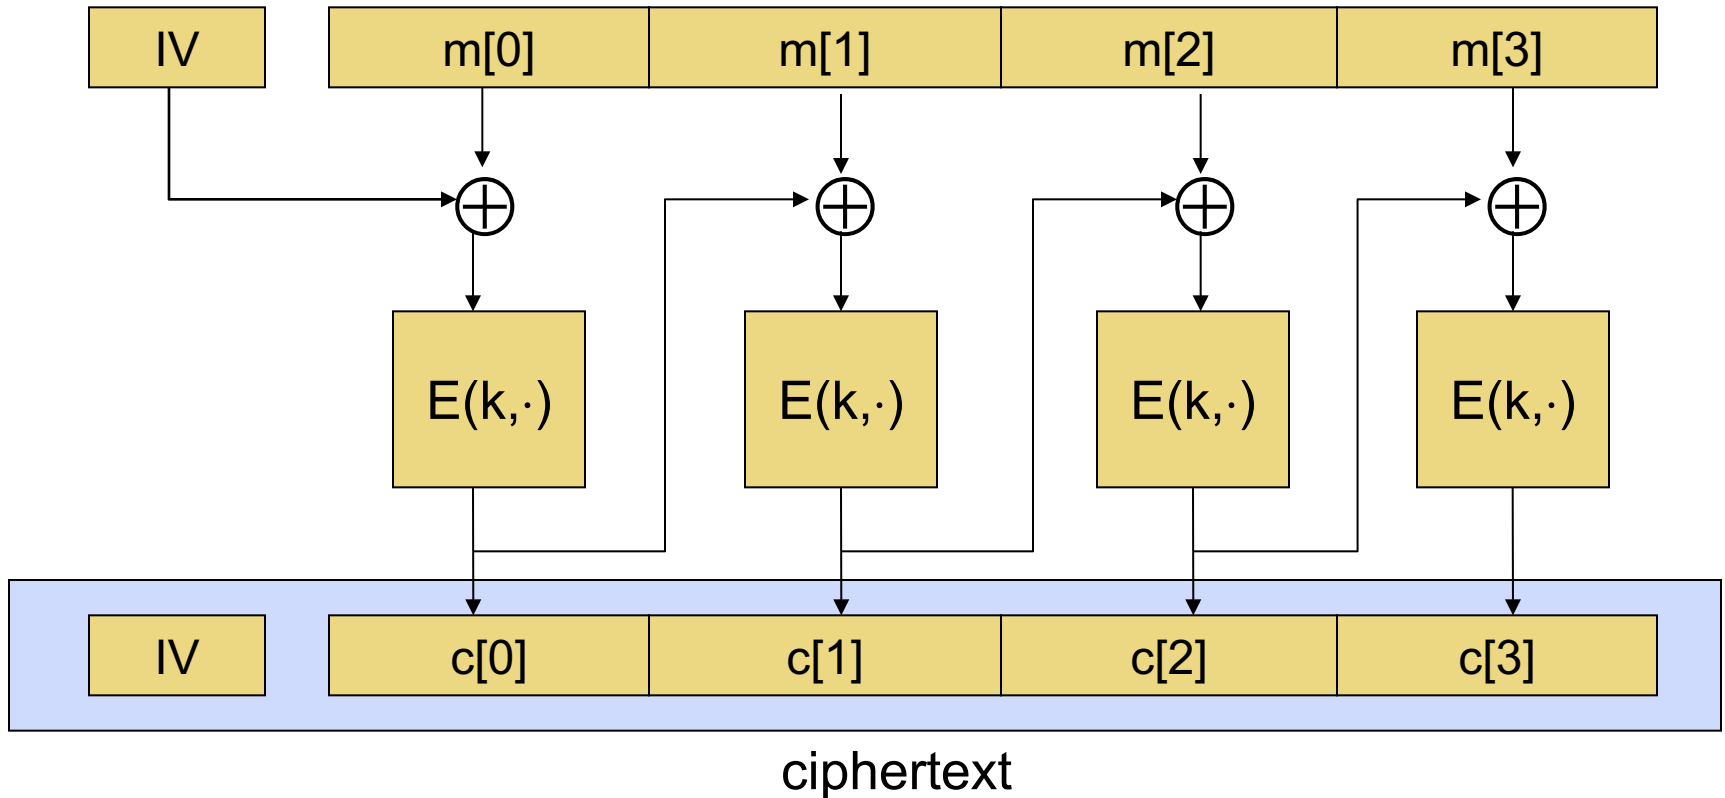 IV m[0] m[1] m[2] m[3]
E(k,·) E(k,·) E(k,·) E(k,·)
IV c[0] c[1] c[2] c[3]
ciphertext